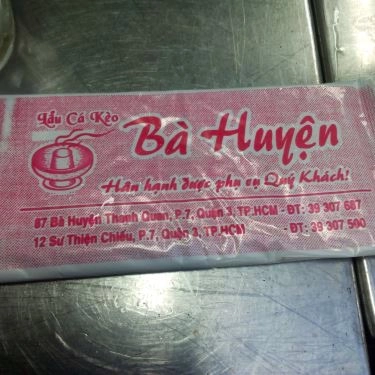 Lẩu Cá Kèo
Bà Huyện
Hân hạnh được phụ vụ Quý Khách!
87 Bà Huyện Thanh Quan, P.7, Quận 3, TP.HCM - ĐT: 39 307 687
12 Sư Thiện Chiếu, P.7, Quận 3, TP.HCM - ĐT: 39 307 500